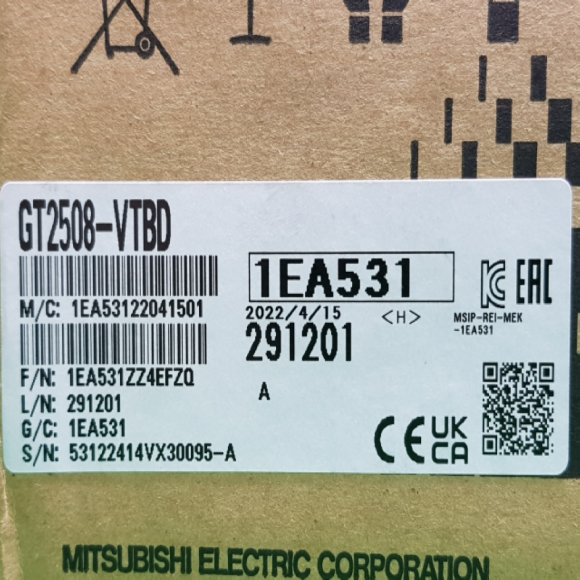 GT2508-VTBD
M/C: 1EA53122041501
F/N: 1EA531ZZ4EFZQ
L/N: 291201
G/C: 1EA531
S/N: 53122414VX30095-A
1EA531
2022/4/15 <H>
291201
A
EAC
MSIP-REI-MEK
-1EA531
CE UK
CA
MITSUBISHI ELECTRIC CORPORATION